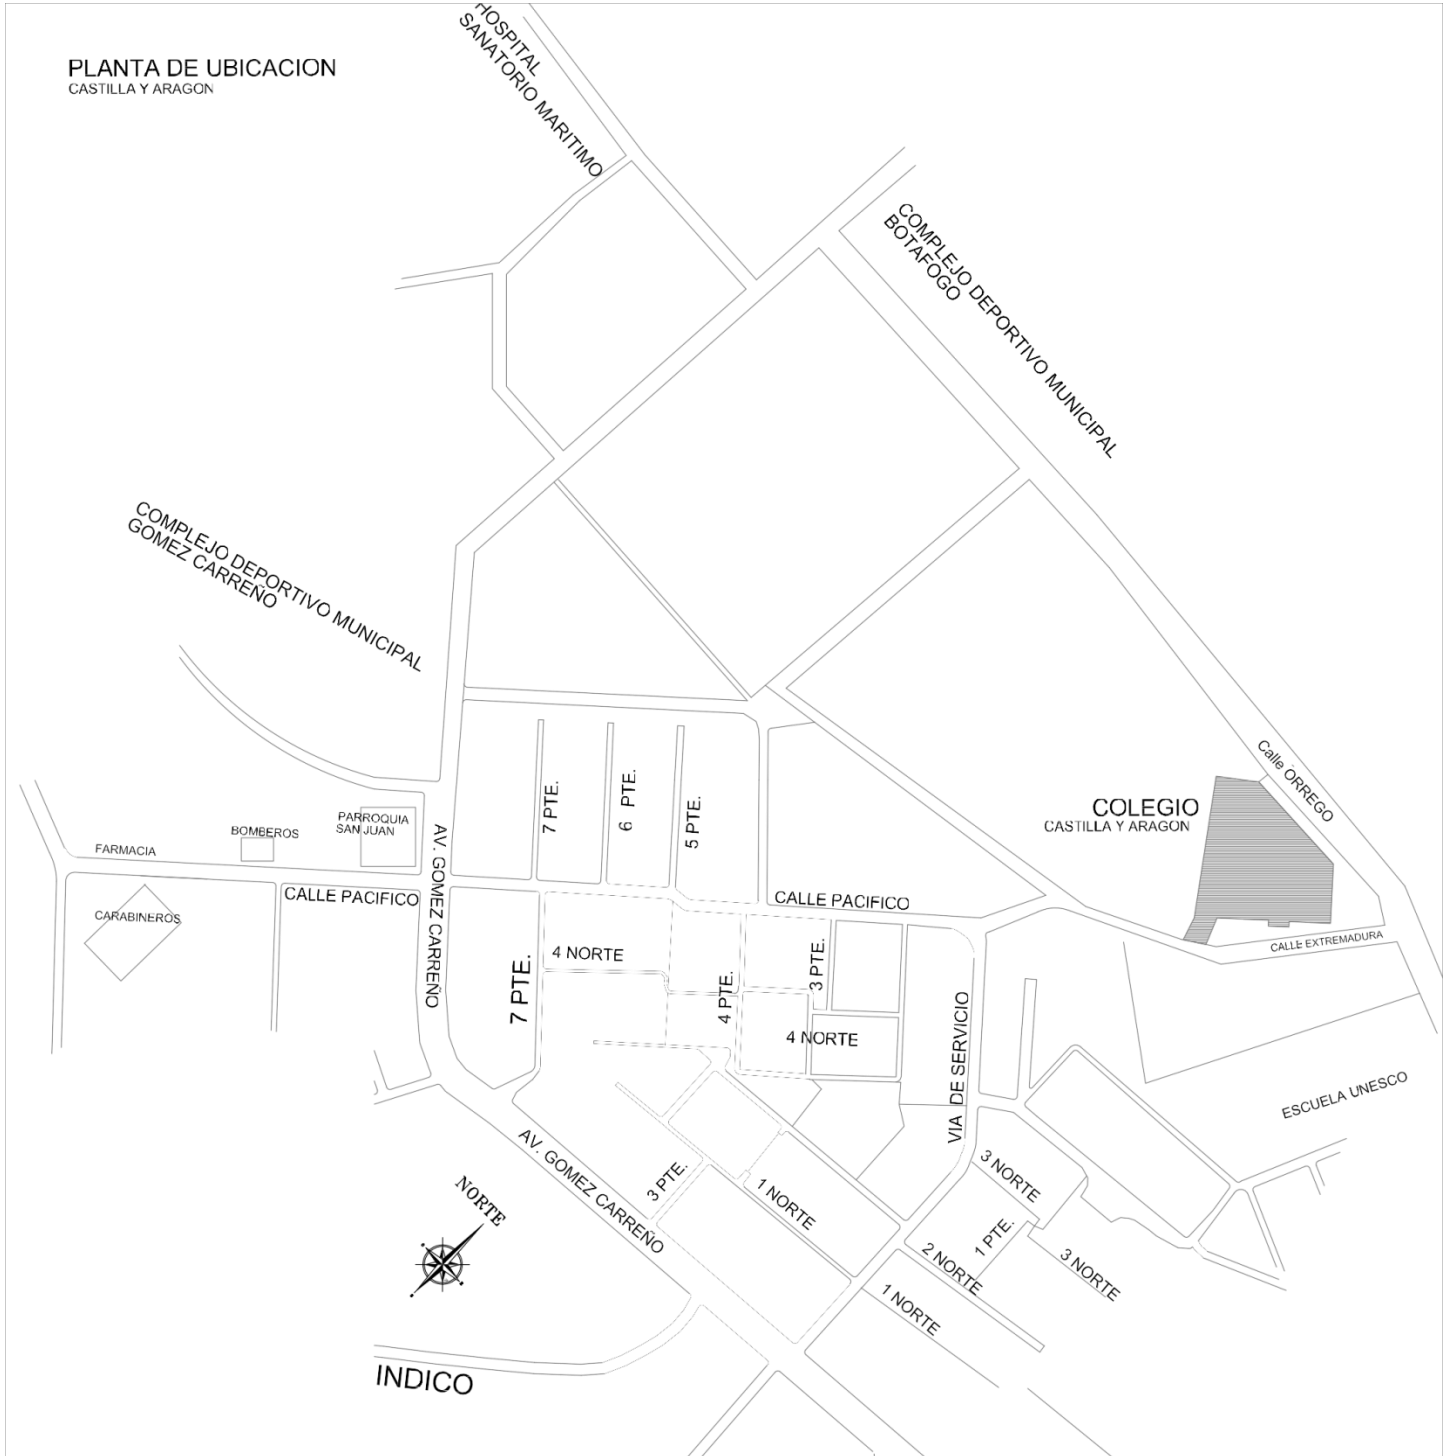 HOSPITAL
SANATORIO MARITIMO
PLANTA DE UBICACION
CASTILLA Y ARAGON
COMPLEJO DEPORTIVO MUNICIPAL
BOTAFOGO
COMPLEJO DEPORTIVO MUNICIPAL
GOMEZ CARREÑO
Calle ORREGO
COLEGIO
CASTILLA Y ARAGON
7 PTE.
6 PTE.
5 PTE.
PARROQUIA
SAN JUAN
BOMBEROS
FARMACIA
AV. GOMEZ CARREÑO
CALLE PACIFICO
CALLE PACIFICO
CARABINEROS
CALLE EXTREMADURA
4 NORTE
7 PTE.
3 PTE.
4 PTE.
4 NORTE
VIA DE SERVICIO
ESCUELA UNESCO
AV. GOMEZ CARREÑO
3 PTE.
1 NORTE
3 NORTE
1 PTE.
2 NORTE
3 NORTE
1 NORTE
NORTE
INDICO